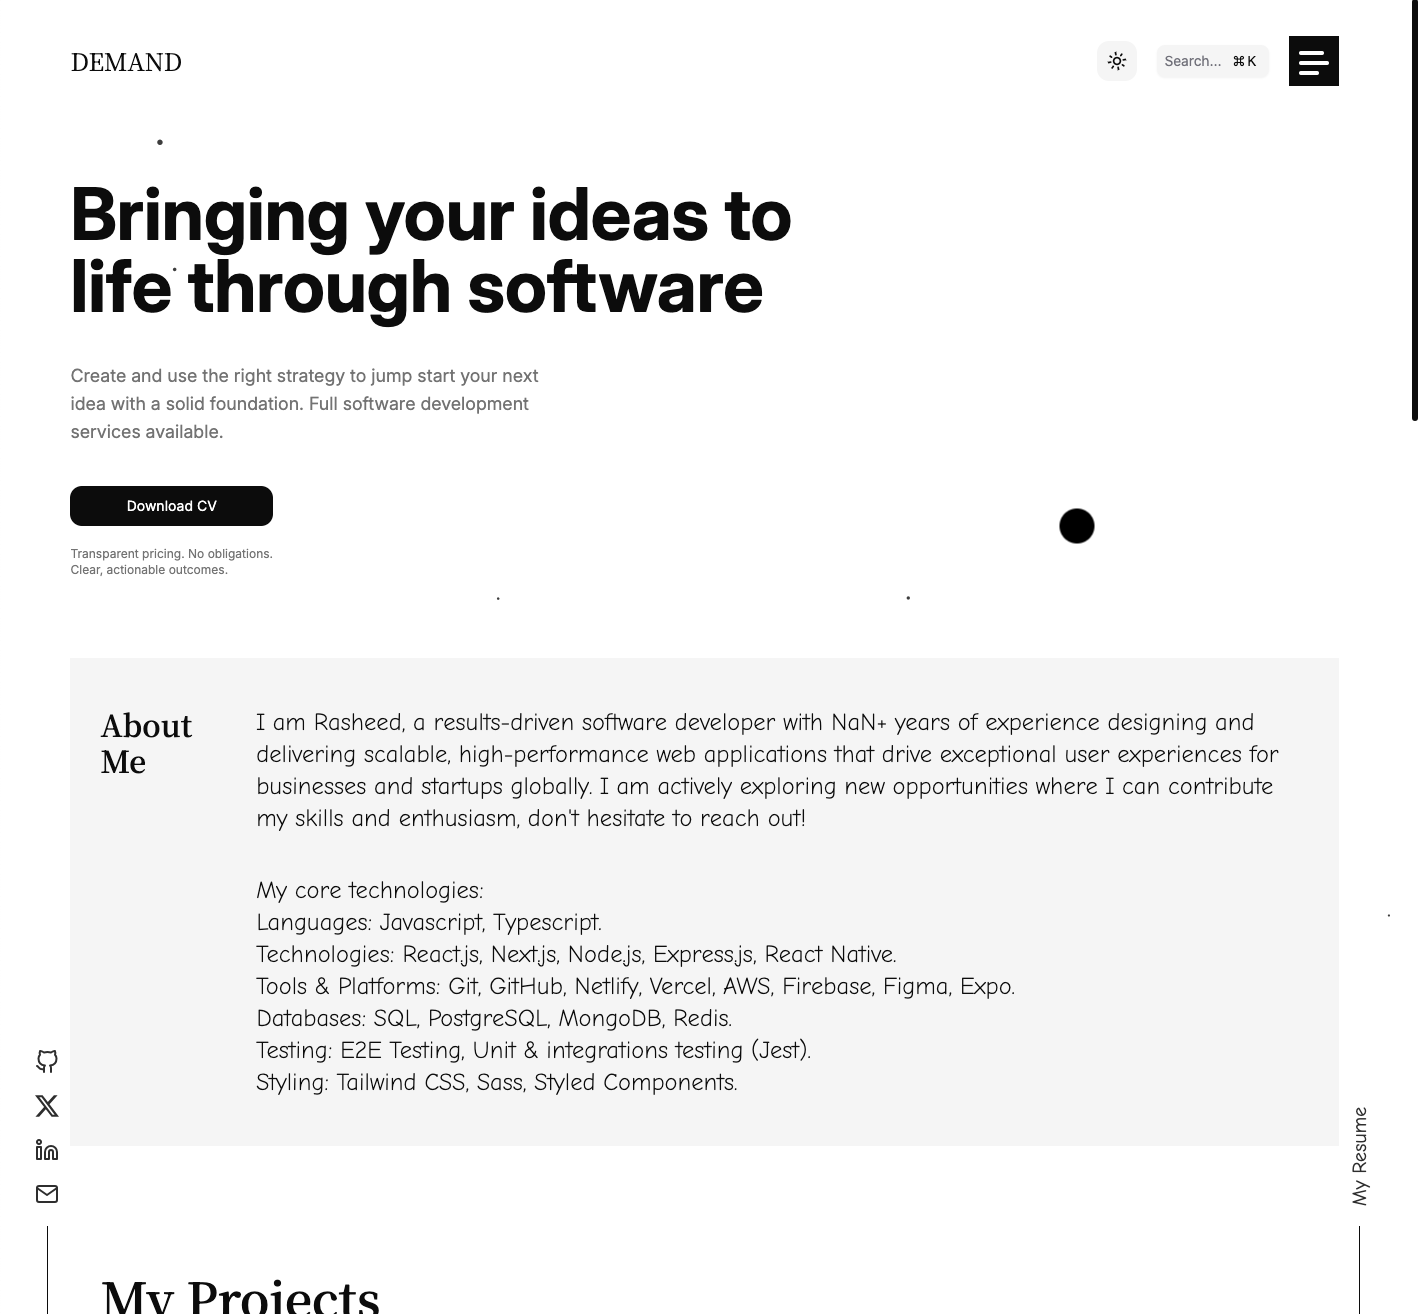 DEMAND
Search... ⌘K
Bringing your ideas to
life through software
Create and use the right strategy to jump start your next
idea with a solid foundation. Full software development
services available.
Download CV
Transparent pricing. No obligations.
Clear, actionable outcomes.
About
Me
I am Rasheed, a results-driven software developer with NaN+ years of experience designing and
delivering scalable, high-performance web applications that drive exceptional user experiences for
businesses and startups globally. I am actively exploring new opportunities where I can contribute
my skills and enthusiasm, don't hesitate to reach out!
My core technologies:
Languages: Javascript, Typescript.
Technologies: React.js, Next.js, Node.js, Express.js, React Native.
Tools & Platforms: Git, GitHub, Netlify, Vercel, AWS, Firebase, Figma, Expo.
Databases: SQL, PostgreSQL, MongoDB, Redis.
Testing: E2E Testing, Unit & integrations testing (Jest).
Styling: Tailwind CSS, Sass, Styled Components.
My Resume
My Projects